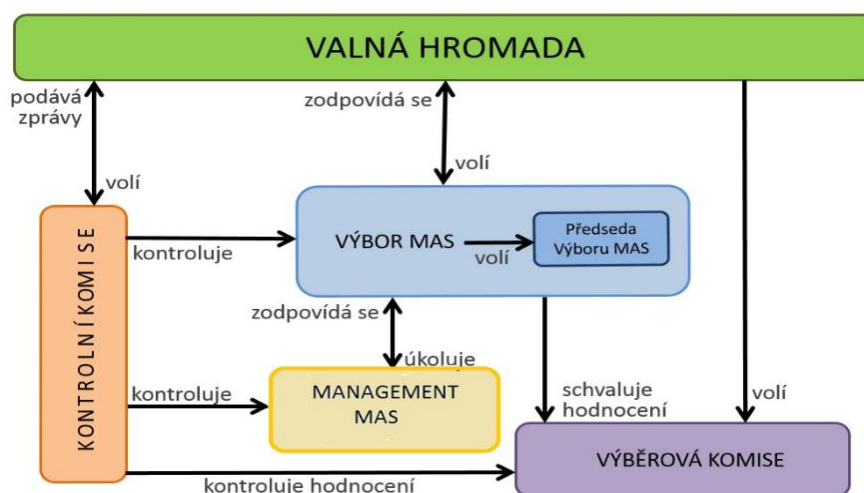 VALNÁ HROMADA
podává
zprávy
zodpovídá se
volí
volí
KONTROLNÍ KOMISE
kontroluje
VÝBOR MAS
volí
Předseda
Výboru MAS
zodpovídá se
úkoluje
kontroluje
MANAGEMENT
MAS
schvaluje
hodnocení
volí
VÝBĚROVÁ KOMISE
kontroluje hodnocení